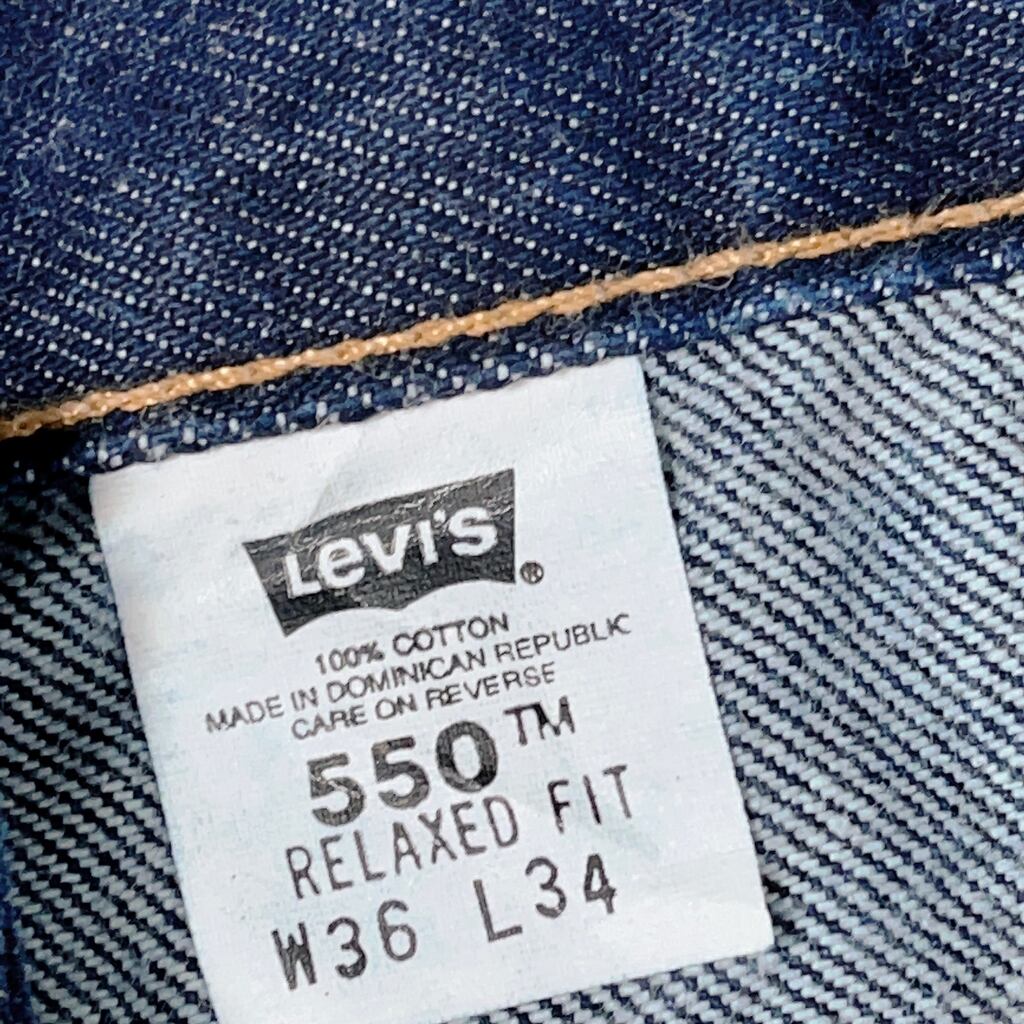 Levi's®
100% COTTON
MADE IN DOMINICAN REPUBLIC
CARE ON REVERSE
550™
RELAXED FIT
W36 L34